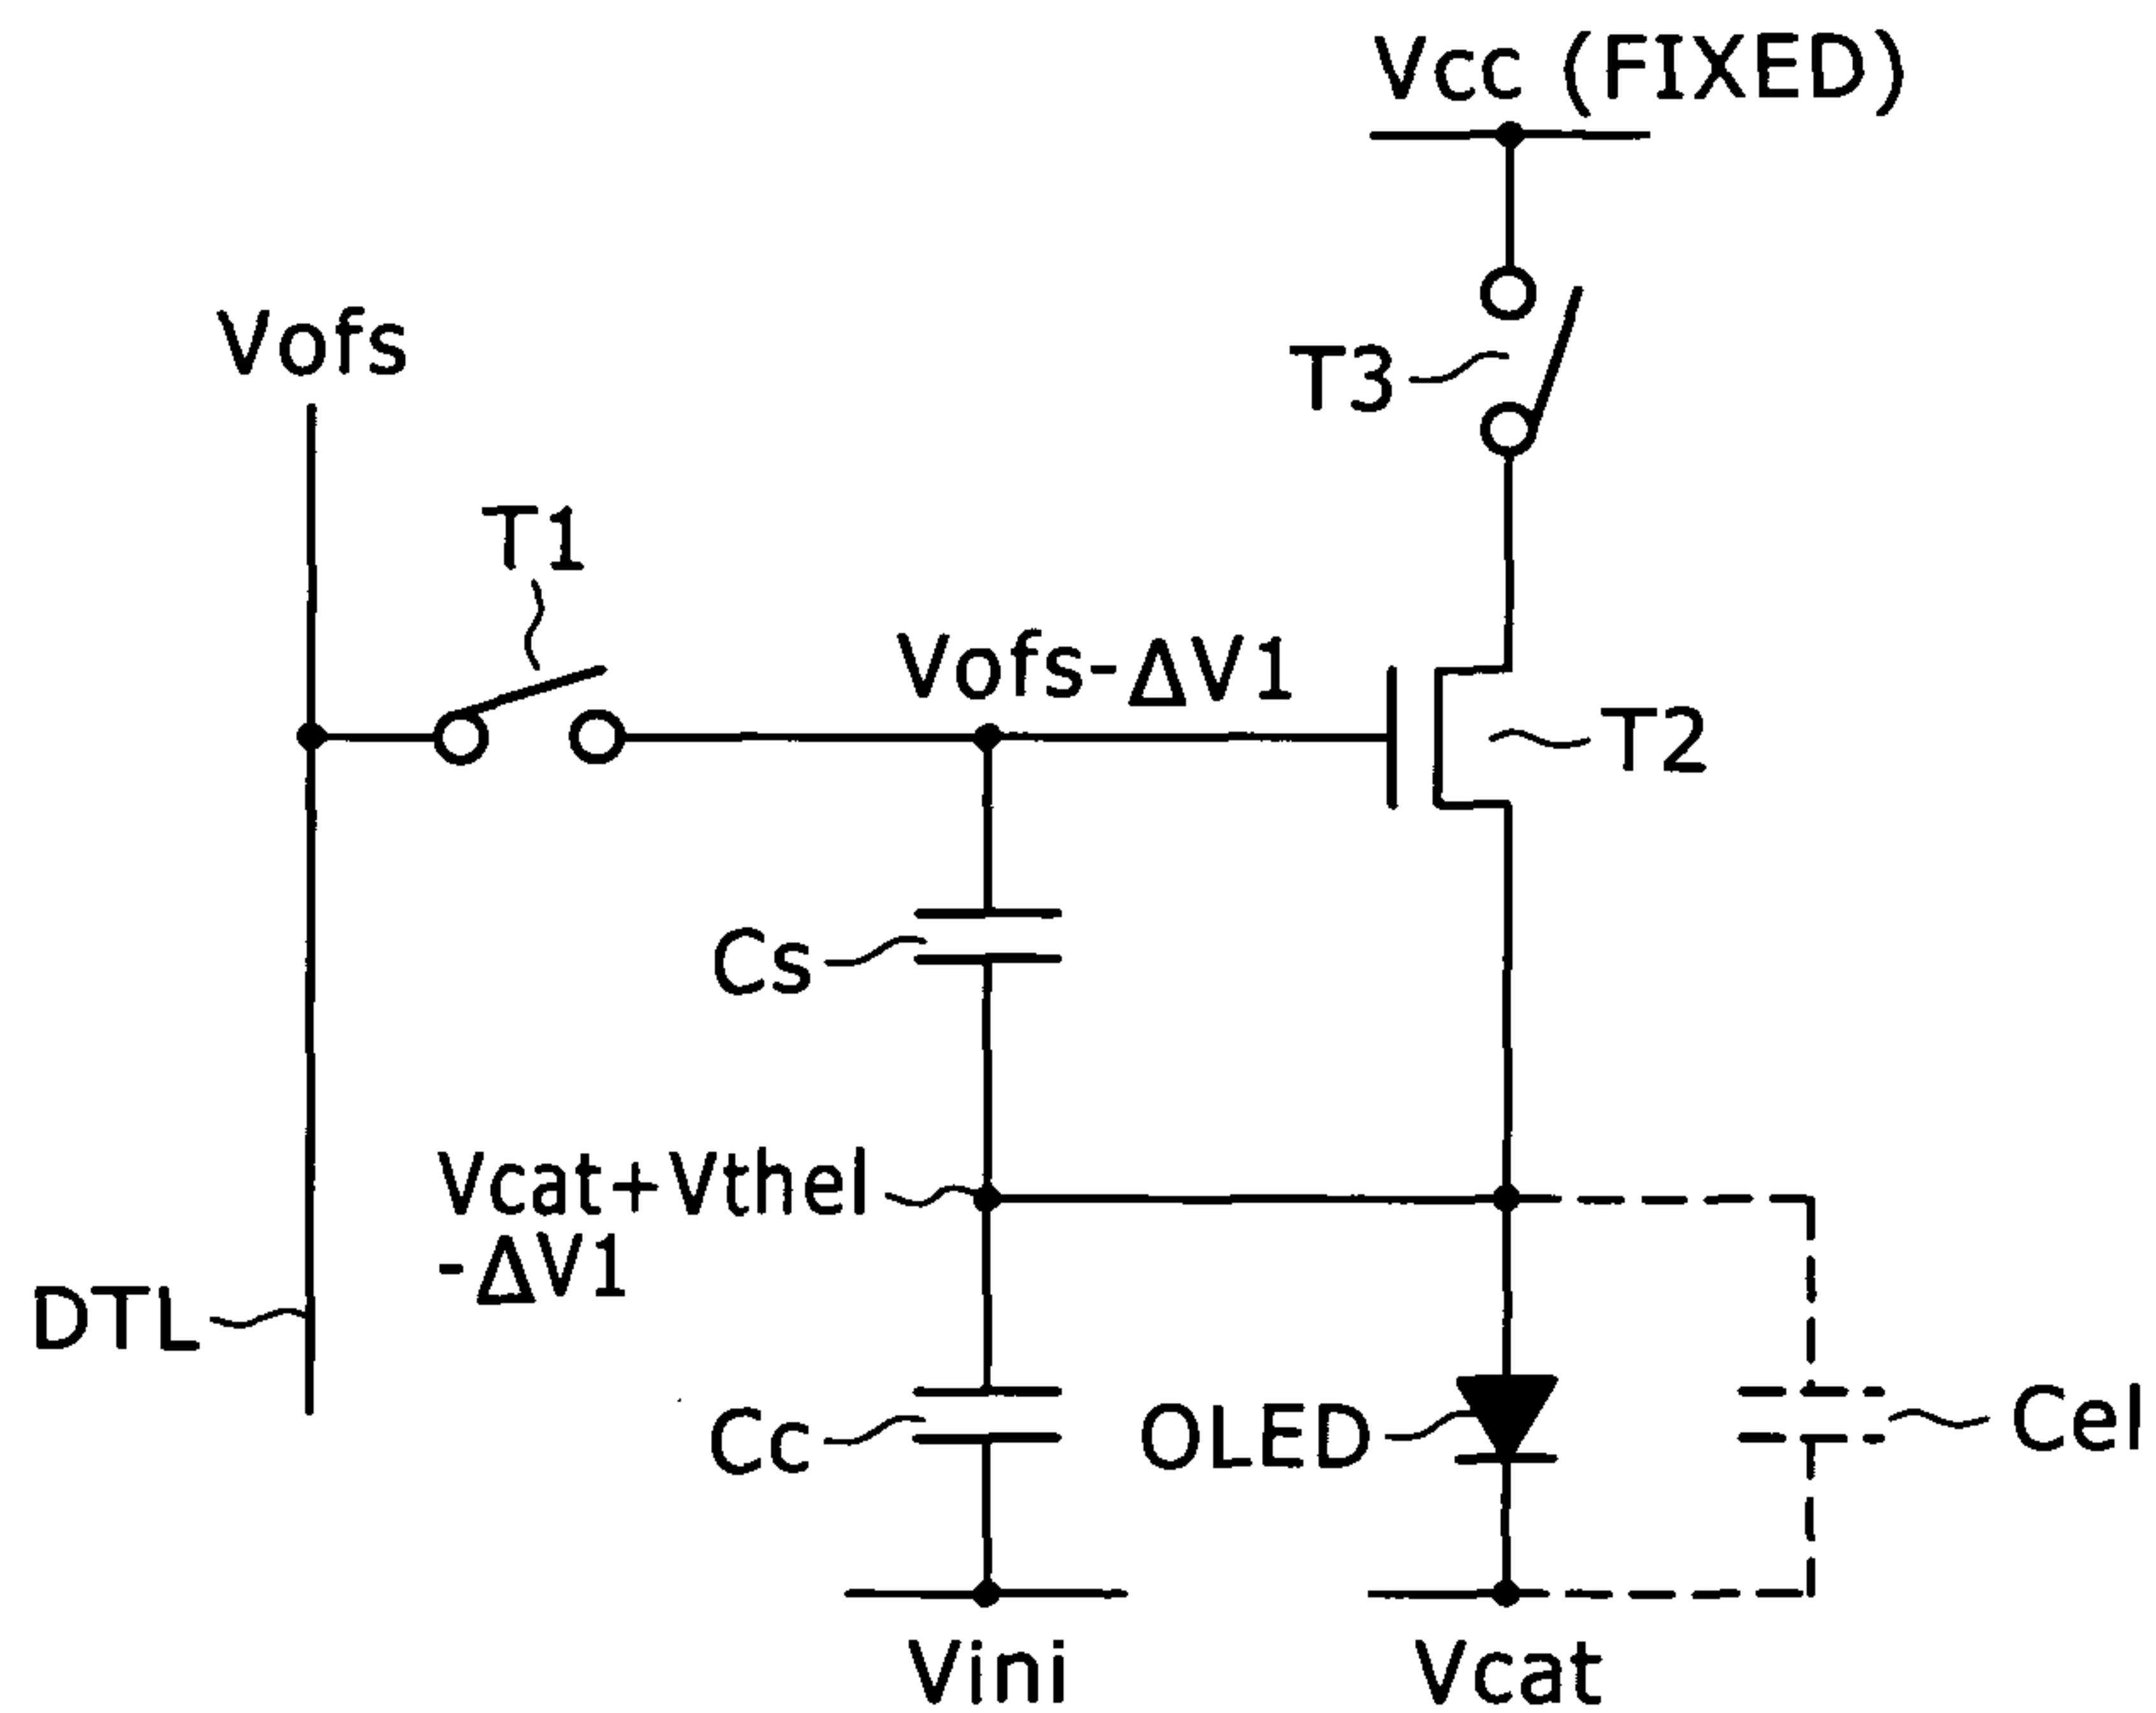 Vcc (FIXED)
Vofs
T3
T1
Vofs-ΔV1
T2
Cs
Vcat+Vthel
-ΔV1
DTL
Cc
OLED
Cel
Vini
Vcat